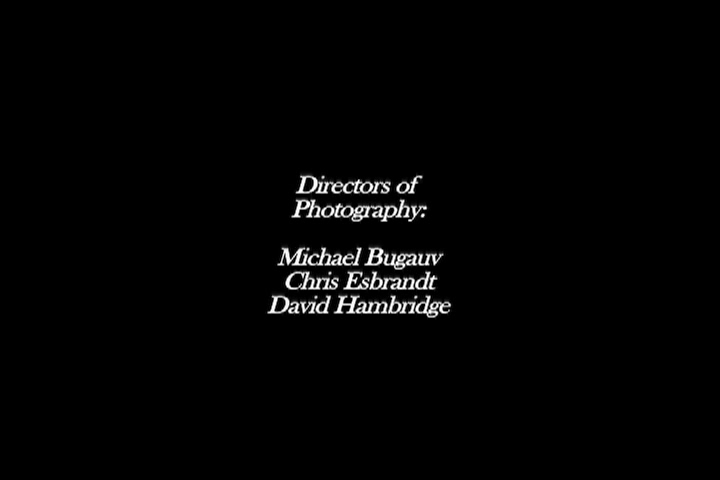 Directors of
Photography:
Michael Bugauv
Chris Esbrandt
David Hambridge